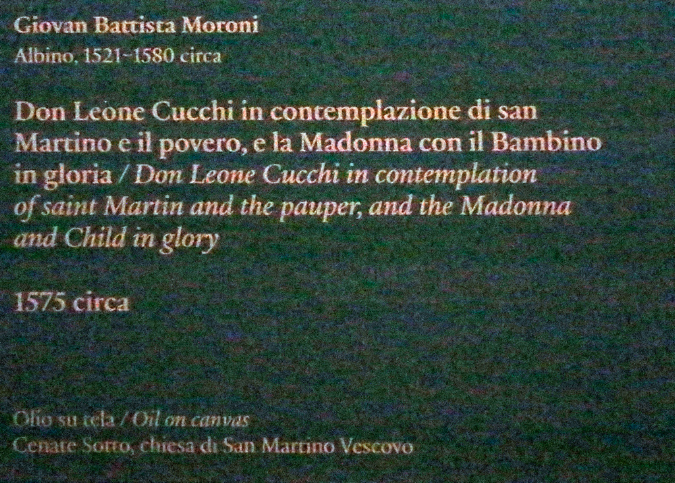 Giovan Battista Moroni
Albino, 1521-1580 circa
Don Leone Cucchi in contemplazione di san
Martino e il povero, e la Madonna con il Bambino
in gloria / Don Leone Cucchi in contemplation
of saint Martin and the pauper, and the Madonna
and Child in glory
1575 circa
Olio su tela / Oil on canvas
Cenate Sotto, chiesa di San Martino Vescovo